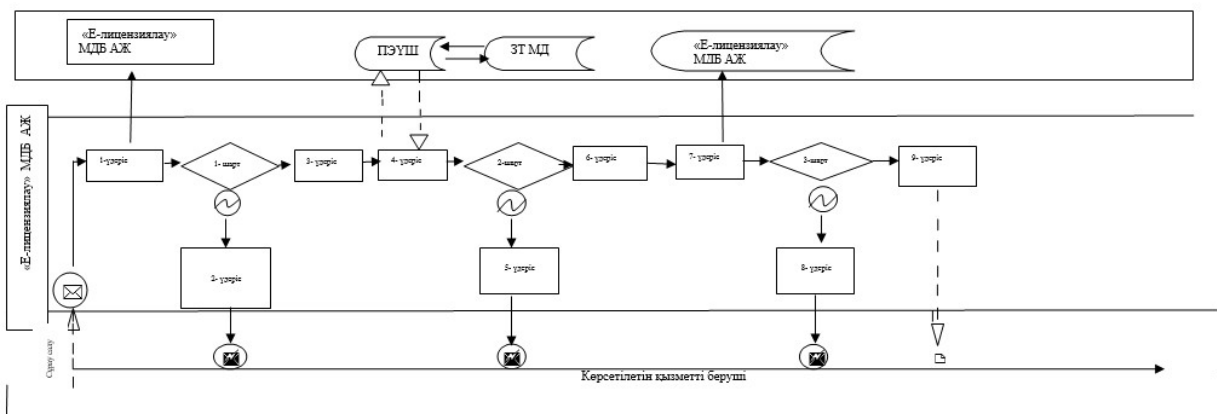 «Е-лицензиялау»
МДБ АЖ
ПЭҮШ
ЗТ МД
«Е-лицензиялау»
МДБ АЖ
«Е-лицензиялау» МДБ АЖ
1-үдеріс
1- шарт
3- үдеріс
4- үдеріс
2-шарт
6- үдеріс
7- үдеріс
3-шарт
9- үдеріс
2- үдеріс
5- үдеріс
8- үдеріс
Сұрау салу
Көрсетілетін қызметті беруші